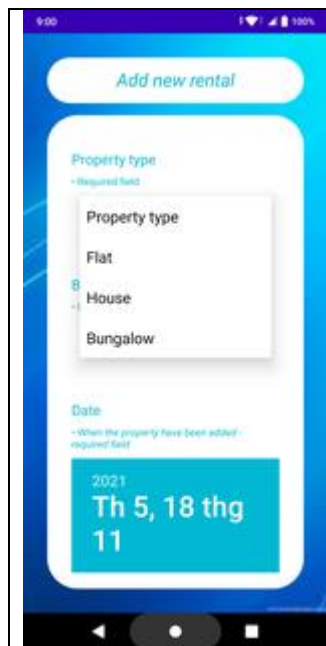 9:00
100%
Add new rental
Property type
- Required field
Property type
Flat
B
House
Bungalow
Date
- When the property have been added -
required field
2021
Th 5, 18 thg
11